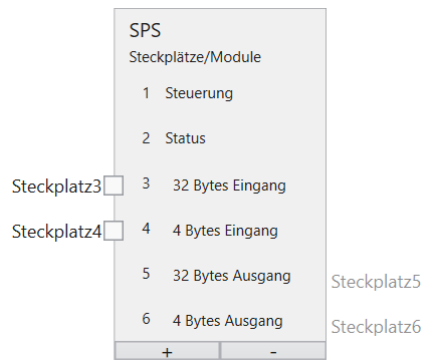 SPS
Steckplätze/Module
1 Steuerung
2 Status
Steckplatz3 3 32 Bytes Eingang
Steckplatz4 4 4 Bytes Eingang
5 32 Bytes Ausgang Steckplatz5
6 4 Bytes Ausgang Steckplatz6
+ -